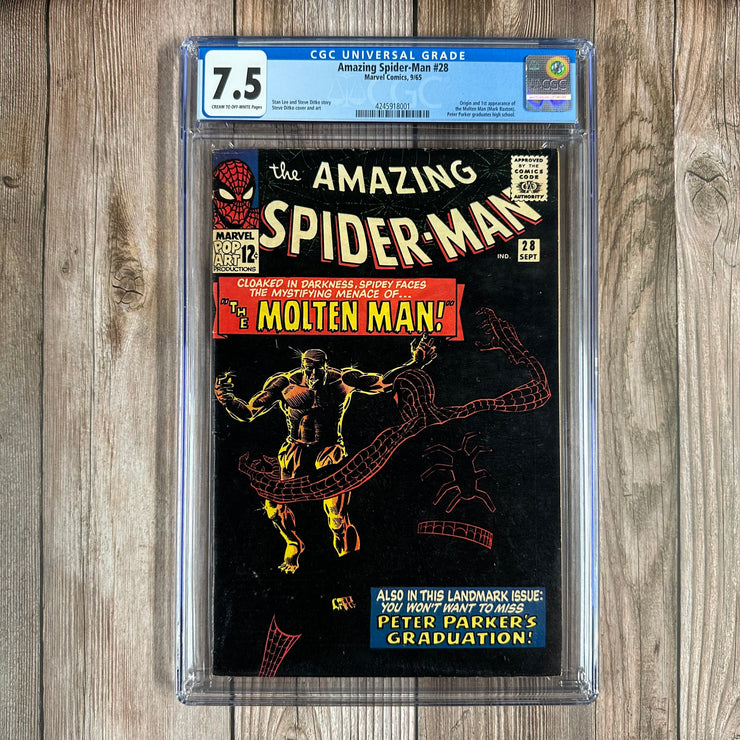 CGC UNIVERSAL GRADE
7.5
CREAM TO OFF-WHITE Pages
Amazing Spider-Man #28
Marvel Comics, 9/65
Stan Lee and Steve Ditko story
Steve Ditko cover and art
4245918001
Origin and 1st appearance of
the Molten Man (Mark Raxton).
Peter Parker graduates high school.
CGC
the AMAZING
SPIDER-MAN
APPROVED
BY THE
COMICS
CODE
AUTHORITY
MARVEL
POP
ART
PRODUCTIONS
12¢
IND.
28
SEPT
CLOAKED IN DARKNESS, SPIDEY FACES
THE MYSTIFYING MENACE OF...
"THE MOLTEN MAN!"
ALSO IN THIS LANDMARK ISSUE:
YOU WON'T WANT TO MISS
PETER PARKER'S
GRADUATION!